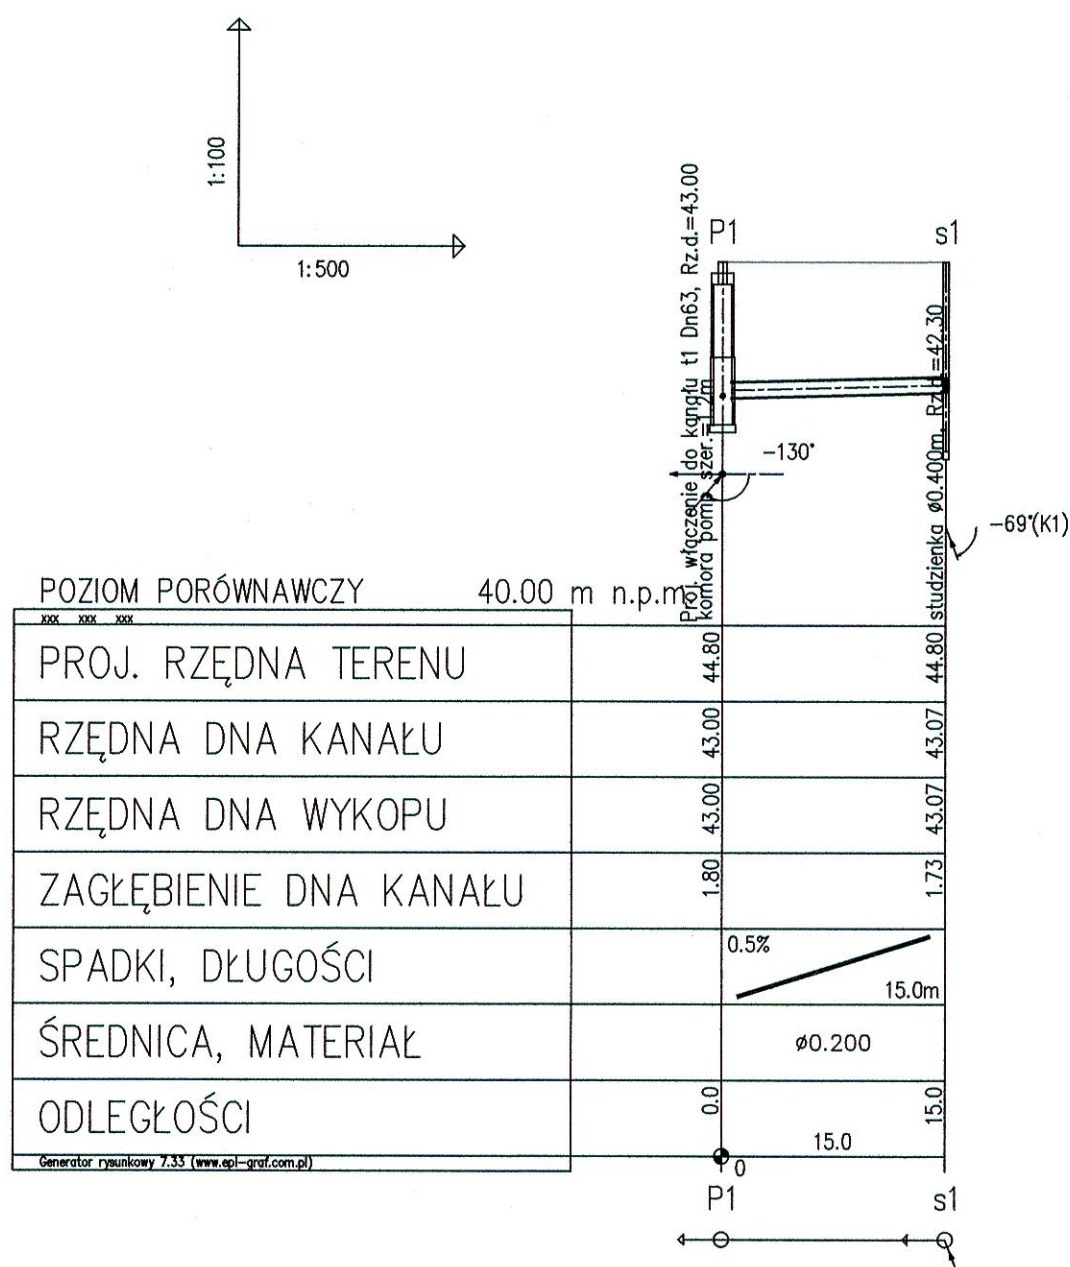 1:100
1:500
P1
s1
Proj. włączenie do kanału t1 Dn63, Rz.d.=43.00
komora pomp szer.=1.2m
studzienka ø0.400m, Rz.d.=42.30
-130°
-69°(K1)
POZIOM PORÓWNAWCZY 40.00 m n.p.m.
xxx xxx xxx
PROJ. RZĘDNA TERENU 44.80 44.80
RZĘDNA DNA KANAŁU 43.00 43.07
RZĘDNA DNA WYKOPU 43.00 43.07
ZAGŁĘBIENIE DNA KANAŁU 1.80 1.73
SPADKI, DŁUGOŚCI 0.5% 15.0m
ŚREDNICA, MATERIAŁ ø0.200
ODLEGŁOŚCI 0.0 15.0 15.0
Generator rysunkowy 7.33 (www.epl-graf.com.pl)
0
P1
s1